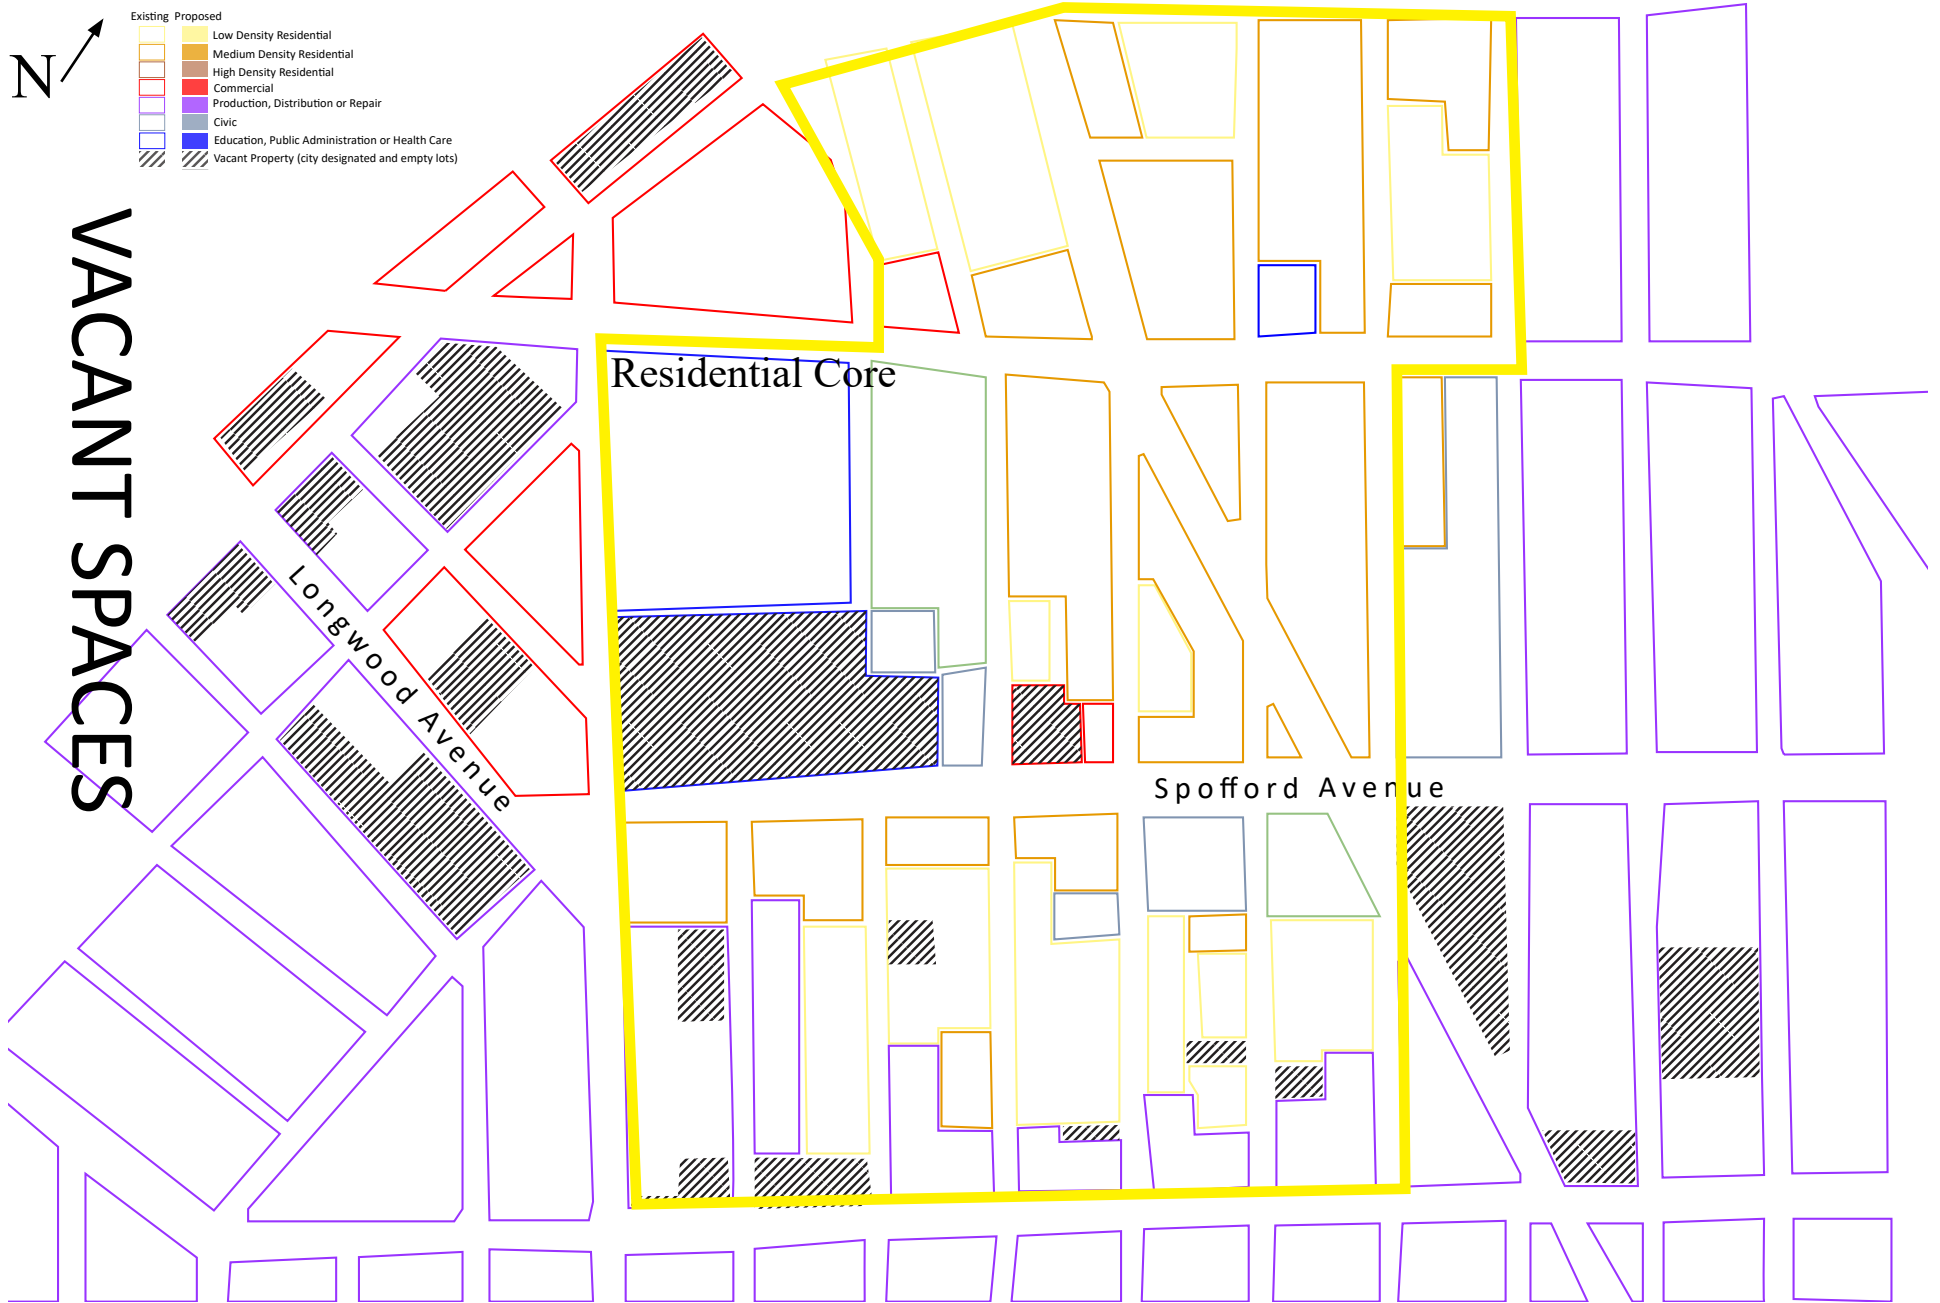 Existing Proposed
Low Density Residential
Medium Density Residential
High Density Residential
Commercial
Production, Distribution or Repair
Civic
Education, Public Administration or Health Care
Vacant Property (city designated and empty lots)
N
VACANT SPACES
Residential Core
Longwood Avenue
Spofford Avenue